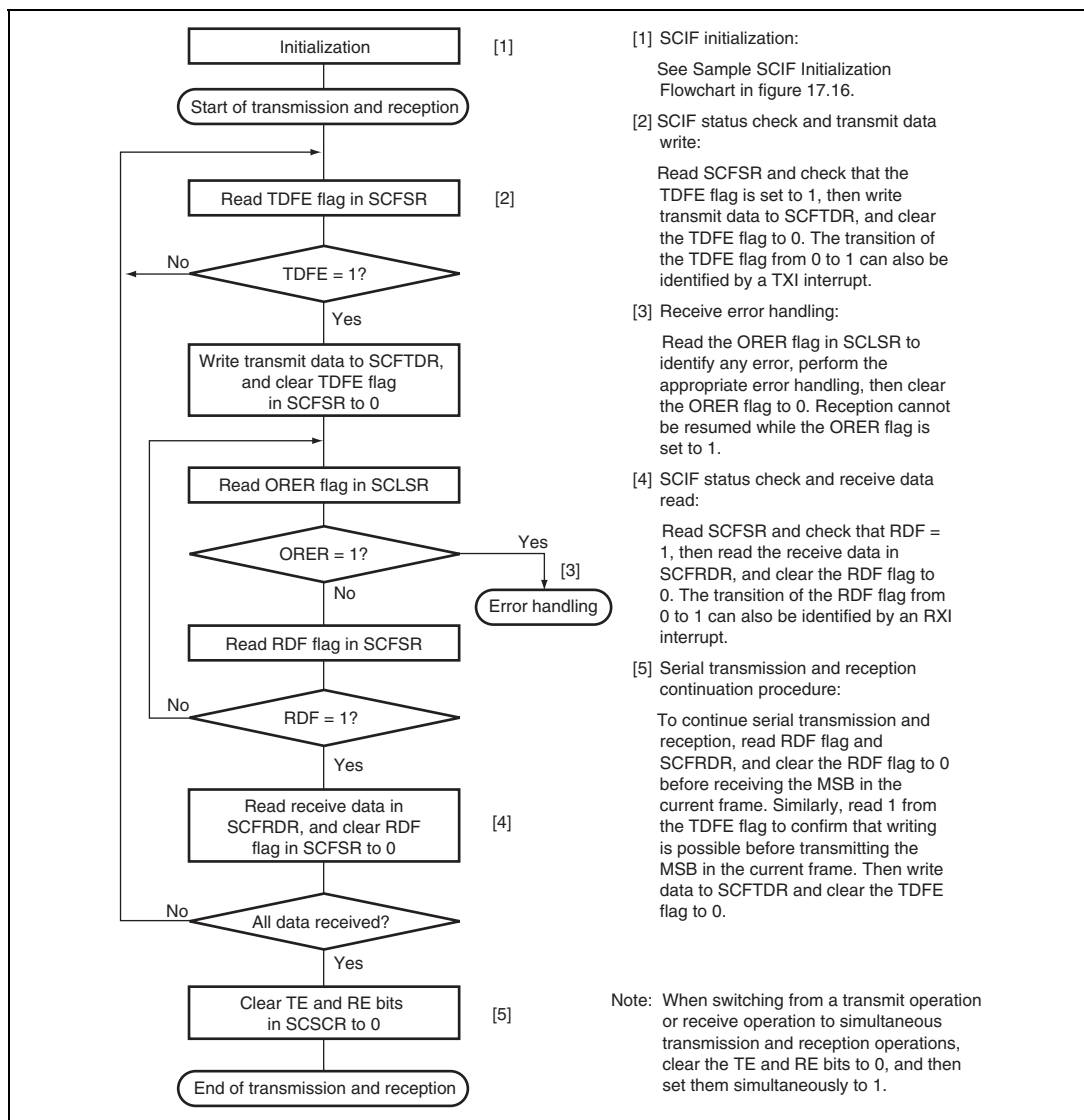 Initialization
[1]
Start of transmission and reception
Read TDFE flag in SCFSR
[2]
No
TDFE = 1?
Yes
Write transmit data to SCFTDR,
and clear TDFE flag
in SCFSR to 0
Read ORER flag in SCLSR
ORER = 1?
Yes
[3]
Error handling
No
Read RDF flag in SCFSR
No
RDF = 1?
Yes
Read receive data in
SCFRDR, and clear RDF
flag in SCFSR to 0
[4]
No
All data received?
Yes
Clear TE and RE bits
in SCSCR to 0
[5]
End of transmission and reception
[1] SCIF initialization:
See Sample SCIF Initialization
Flowchart in figure 17.16.
[2] SCIF status check and transmit data
write:
Read SCFSR and check that the
TDFE flag is set to 1, then write
transmit data to SCFTDR, and clear
the TDFE flag to 0. The transition of
the TDFE flag from 0 to 1 can also be
identified by a TXI interrupt.
[3] Receive error handling:
Read the ORER flag in SCLSR to
identify any error, perform the
appropriate error handling, then clear
the ORER flag to 0. Reception cannot
be resumed while the ORER flag is
set to 1.
[4] SCIF status check and receive data
read:
Read SCFSR and check that RDF =
1, then read the receive data in
SCFRDR, and clear the RDF flag to
0. The transition of the RDF flag from
0 to 1 can also be identified by an RXI
interrupt.
[5] Serial transmission and reception
continuation procedure:
To continue serial transmission and
reception, read RDF flag and
SCFRDR, and clear the RDF flag to 0
before receiving the MSB in the
current frame. Similarly, read 1 from
the TDFE flag to confirm that writing
is possible before transmitting the
MSB in the current frame. Then write
data to SCFTDR and clear the TDFE
flag to 0.
Note: When switching from a transmit operation
or receive operation to simultaneous
transmission and reception operations,
clear the TE and RE bits to 0, and then
set them simultaneously to 1.